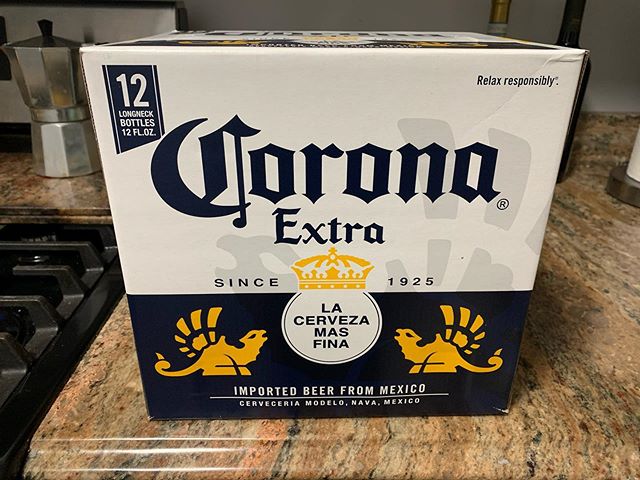 12
LONGNECK
BOTTLES
12 FL.OZ.
Relax responsibly®.
Corona®
Extra
SINCE 1925
LA
CERVEZA
MAS
FINA
IMPORTED BEER FROM MEXICO
CERVECERIA MODELO, NAVA, MEXICO